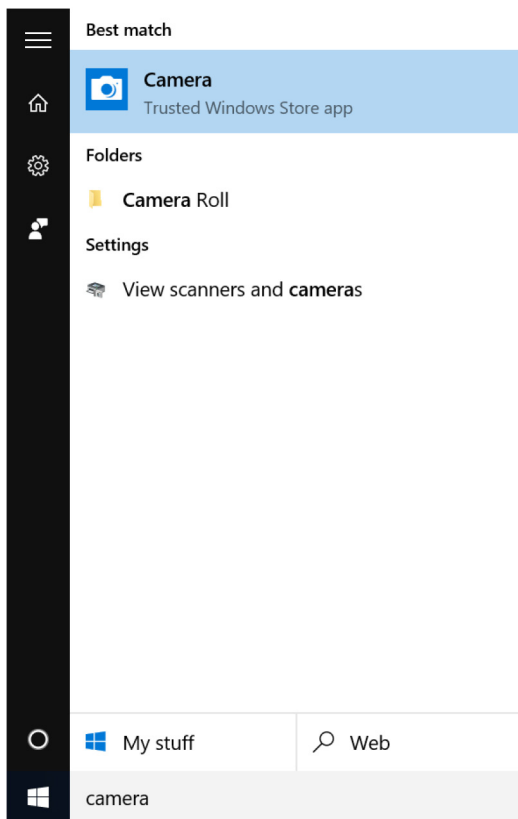 Best match
Camera
Trusted Windows Store app
Folders
Camera Roll
Settings
View scanners and cameras
My stuff
Web
camera